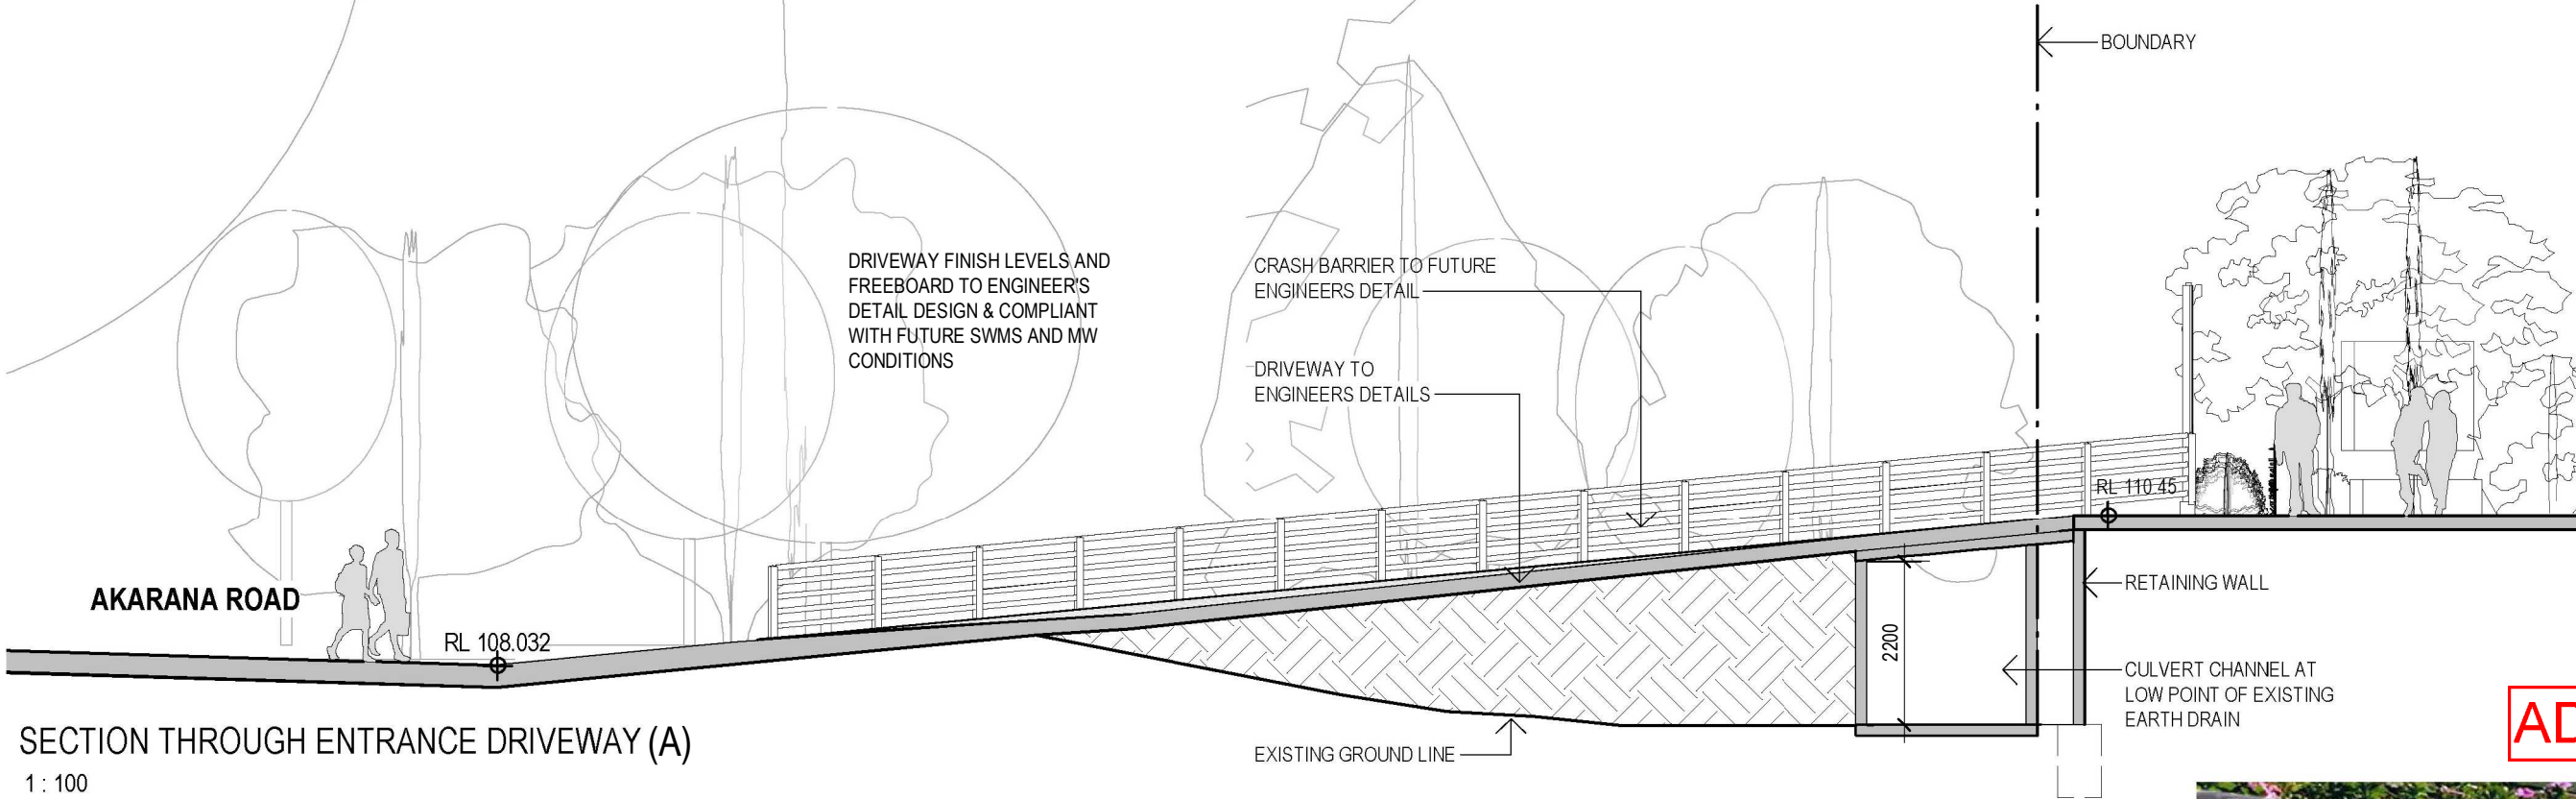 BOUNDARY
DRIVEWAY FINISH LEVELS AND
FREEBOARD TO ENGINEER'S
DETAIL DESIGN & COMPLIANT
WITH FUTURE SWMS AND MW
CONDITIONS
CRASH BARRIER TO FUTURE
ENGINEERS DETAIL
DRIVEWAY TO
ENGINEERS DETAILS
RL 110.45
AKARANA ROAD
RL 108.032
2200
RETAINING WALL
CULVERT CHANNEL AT
LOW POINT OF EXISTING
EARTH DRAIN
EXISTING GROUND LINE
SECTION THROUGH ENTRANCE DRIVEWAY (A)
1 : 100